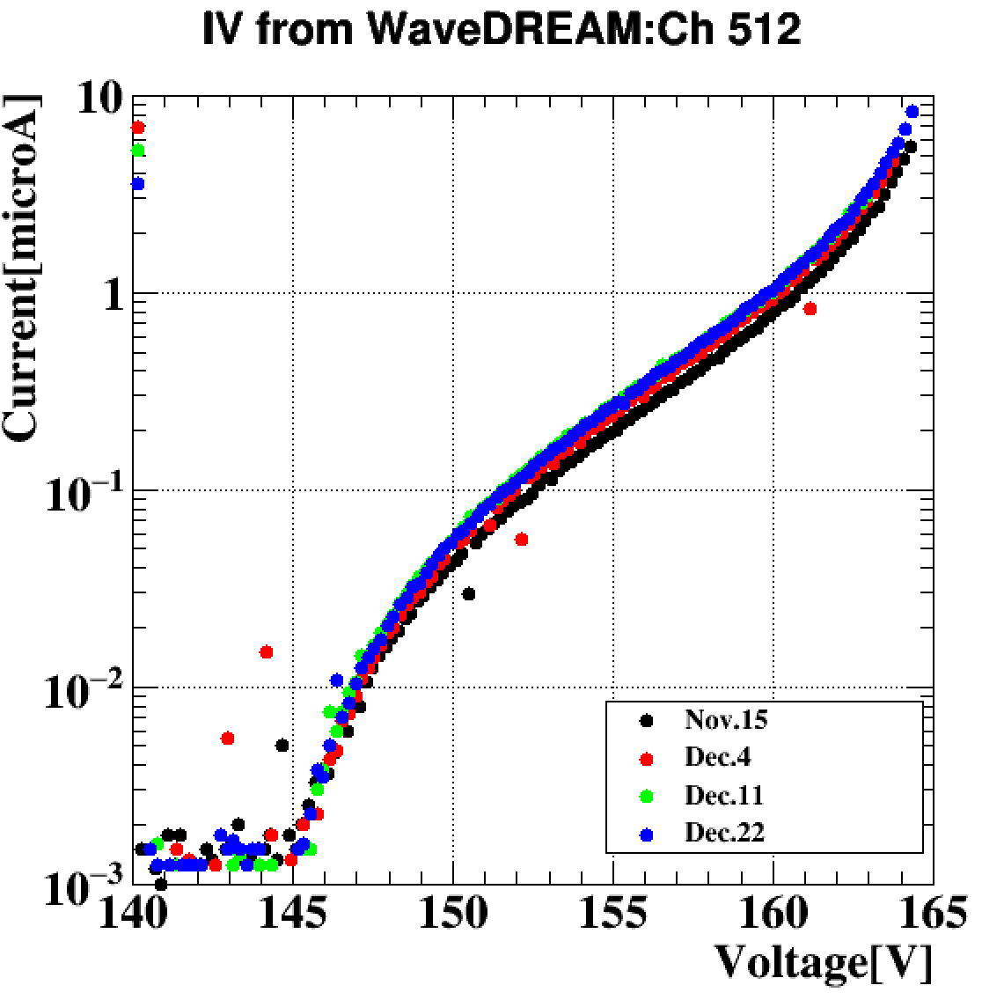 IV from WaveDREAM:Ch 512
Current[microA]
10
1
10⁻¹
10⁻²
10⁻³
140 145 150 155 160 165
Voltage[V]
Nov.15
Dec.4
Dec.11
Dec.22